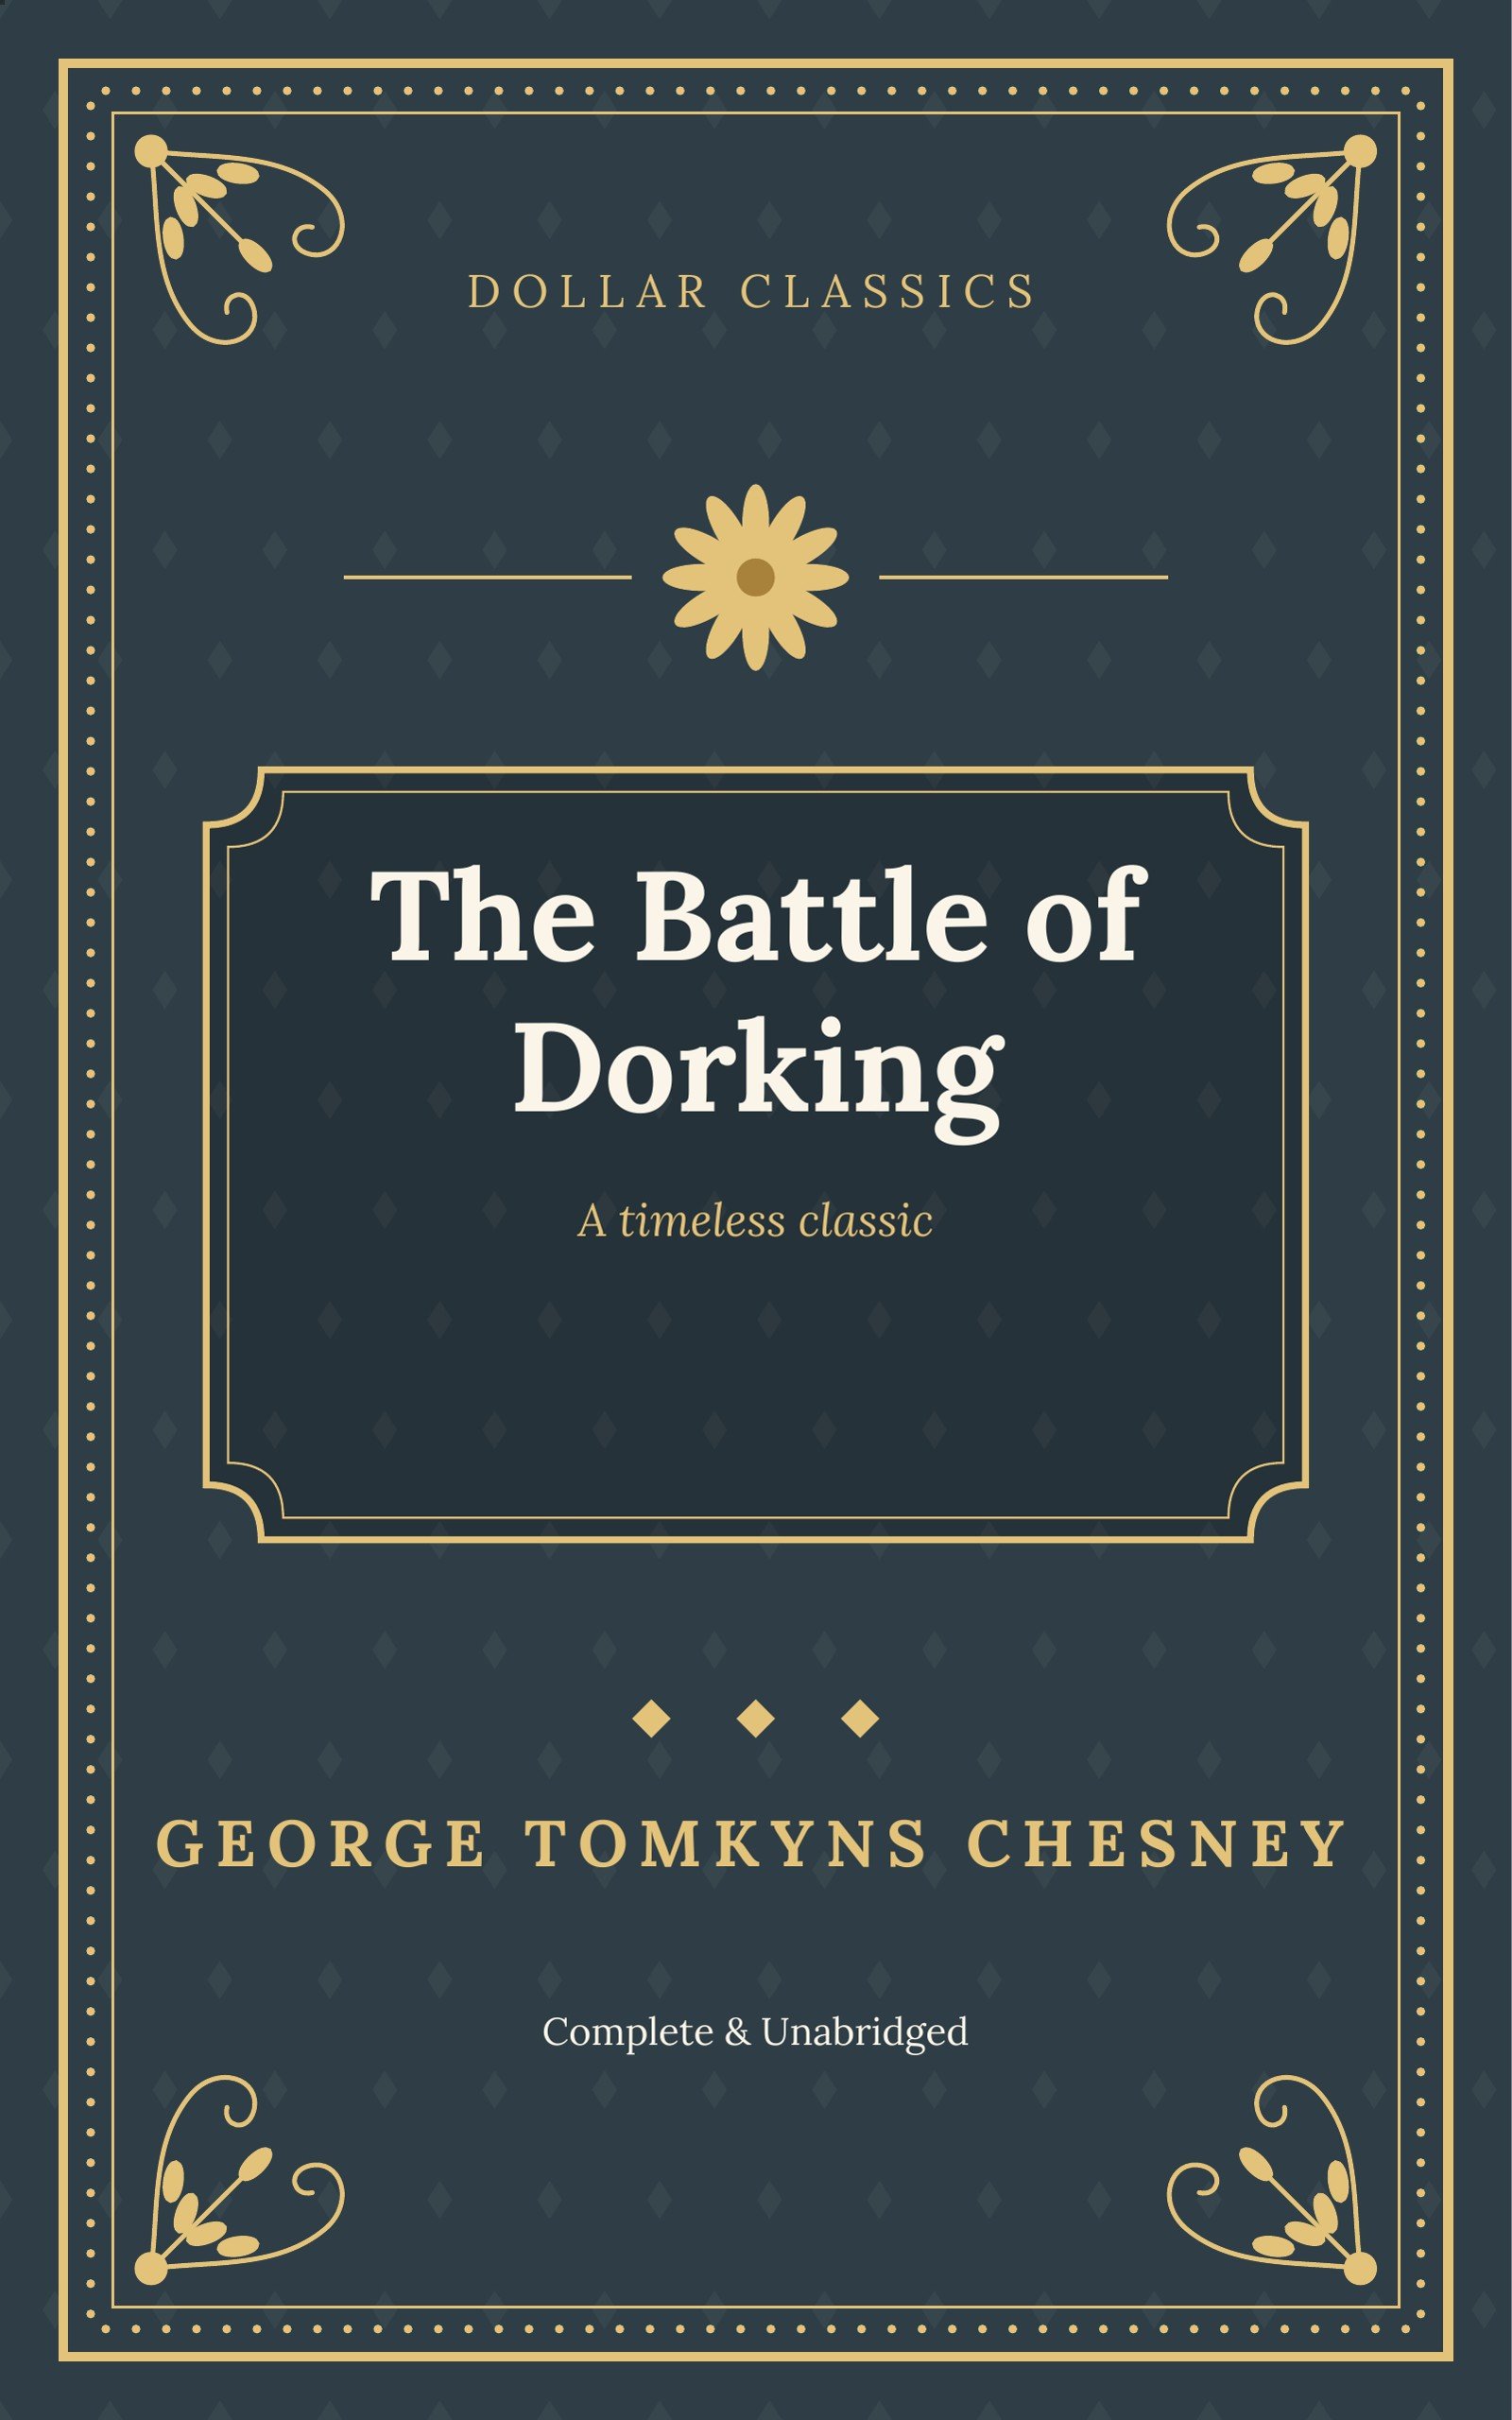 DOLLAR CLASSICS
The Battle of
Dorking
A timeless classic
GEORGE TOMKYNS CHESNEY
Complete & Unabridged